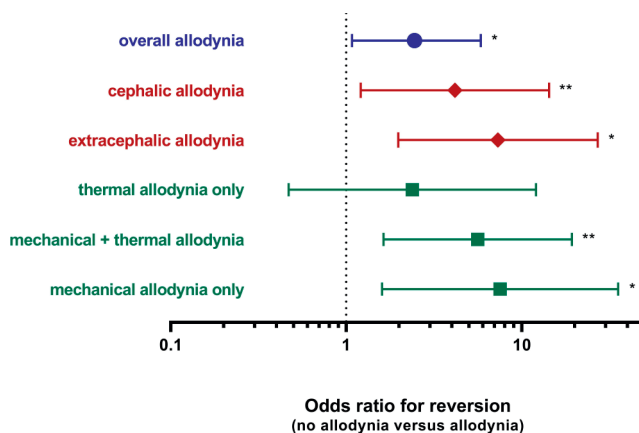 overall allodynia *
cephalic allodynia **
extracephalic allodynia *
thermal allodynia only
mechanical + thermal allodynia **
mechanical allodynia only *
0.1 1 10
Odds ratio for reversion
(no allodynia versus allodynia)